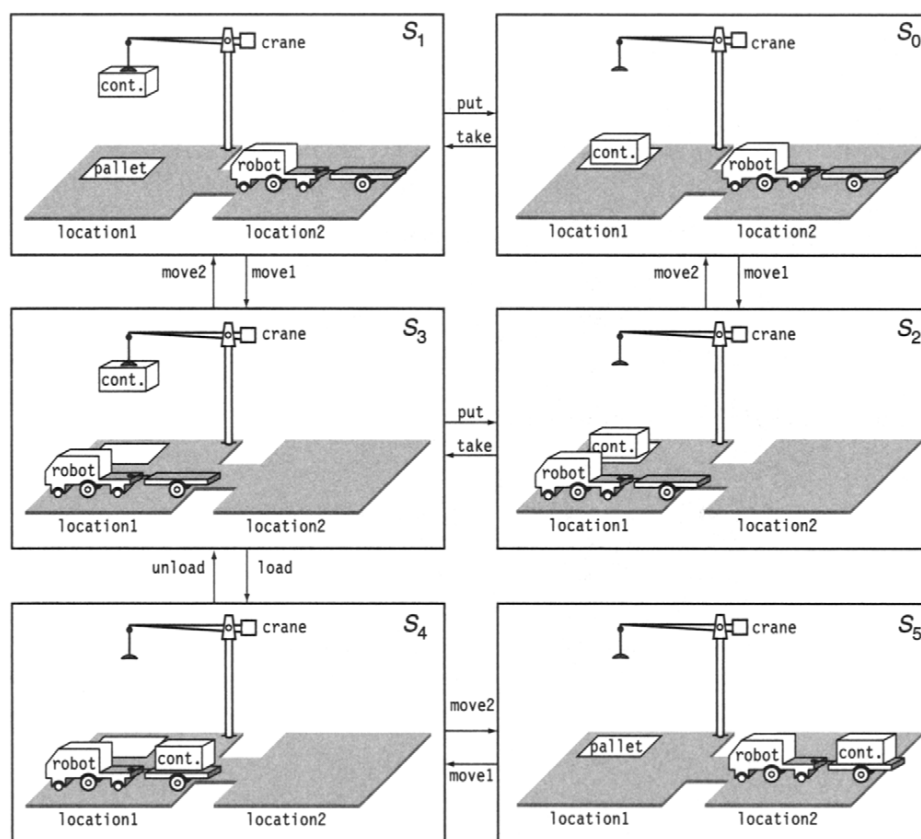 S1
crane
cont.
pallet
robot
location1
location2
put
take
S0
crane
cont.
robot
location1
location2
move2
move1
move2
move1
S3
crane
cont.
robot
location1
location2
put
take
S2
crane
cont.
robot
location1
location2
unload
load
S4
crane
robot
cont.
location1
location2
move2
move1
S5
crane
pallet
robot
cont.
location1
location2